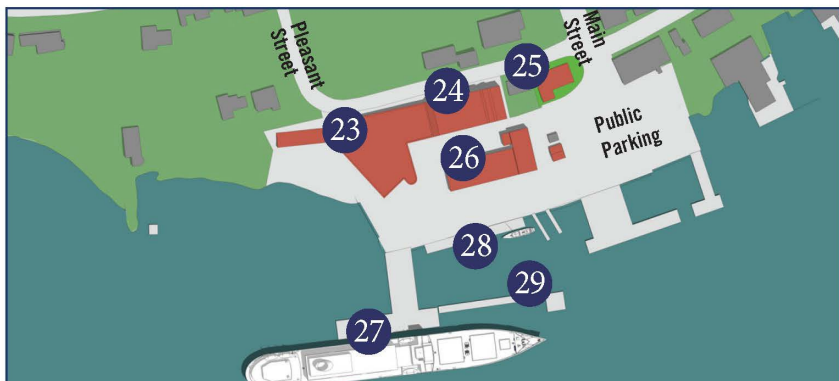 Pleasant
Street
Main
Street
25
24
23
Public
Parking
26
28
29
27